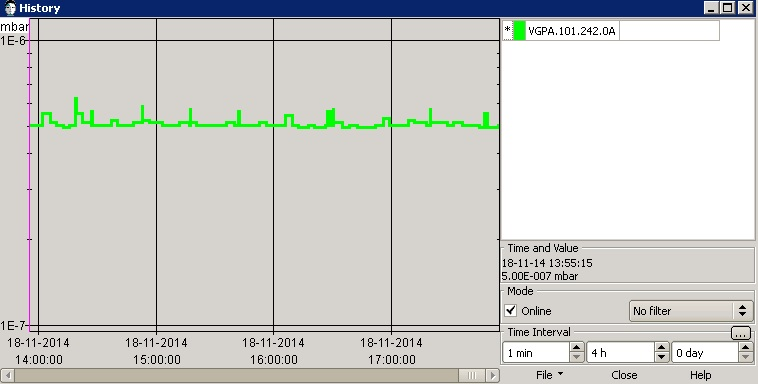 History
mbar
1E-6
1E-7
18-11-2014 18-11-2014 18-11-2014 18-11-2014
14:00:00 15:00:00 16:00:00 17:00:00
* VGPA.101.242.0A
Time and Value
18-11-14 13:55:15
5.00E-007 mbar
Mode
Online No filter
Time Interval ...
1 min 4 h 0 day
File Close Help